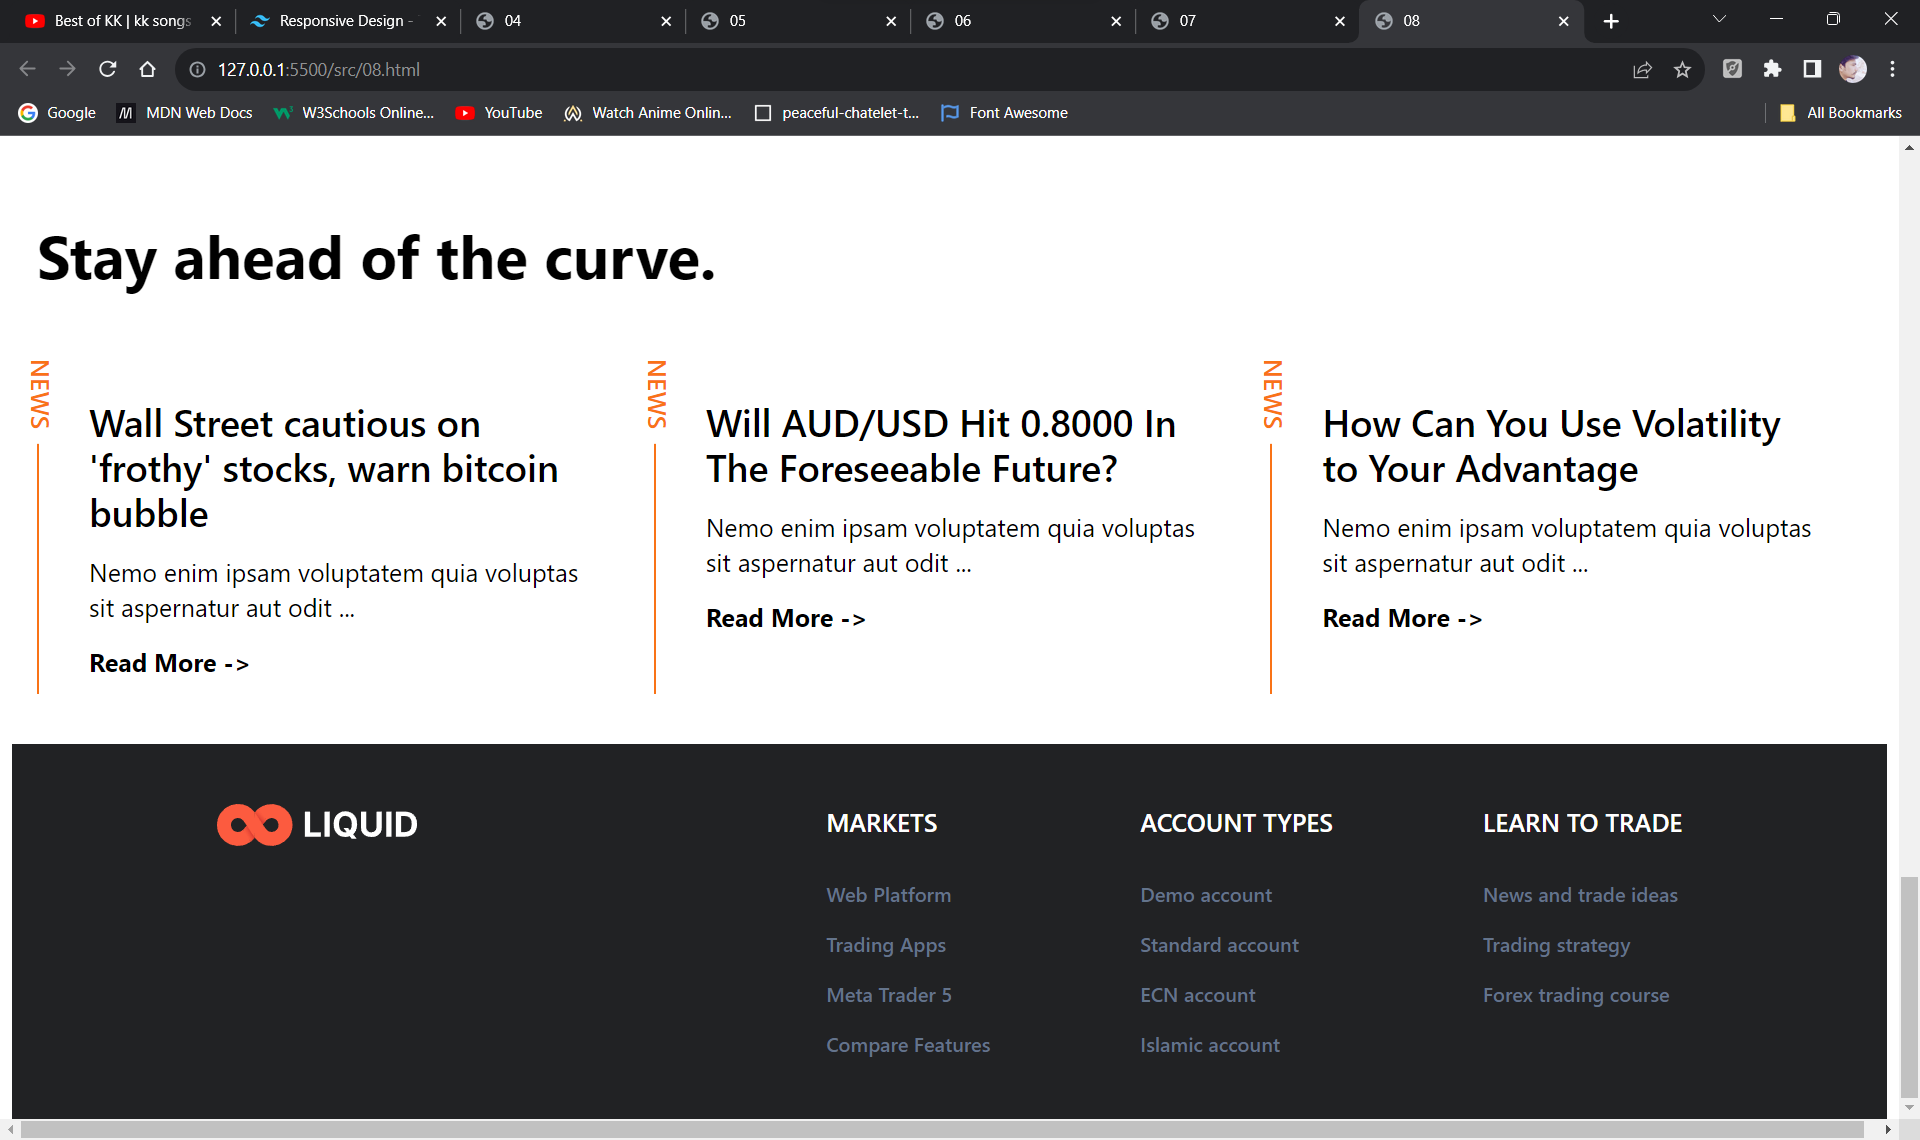 Best of KK | kk songs
Responsive Design -
04
05
06
07
08
127.0.0.1:5500/src/08.html
Google
MDN Web Docs
W3Schools Online...
YouTube
Watch Anime Onlin...
peaceful-chatelet-t...
Font Awesome
All Bookmarks
Stay ahead of the curve.
NEWS
Wall Street cautious on
'frothy' stocks, warn bitcoin
bubble
Nemo enim ipsam voluptatem quia voluptas
sit aspernatur aut odit ...
Read More ->
NEWS
Will AUD/USD Hit 0.8000 In
The Foreseeable Future?
Nemo enim ipsam voluptatem quia voluptas
sit aspernatur aut odit ...
Read More ->
NEWS
How Can You Use Volatility
to Your Advantage
Nemo enim ipsam voluptatem quia voluptas
sit aspernatur aut odit ...
Read More ->
LIQUID
MARKETS
Web Platform
Trading Apps
Meta Trader 5
Compare Features
ACCOUNT TYPES
Demo account
Standard account
ECN account
Islamic account
LEARN TO TRADE
News and trade ideas
Trading strategy
Forex trading course